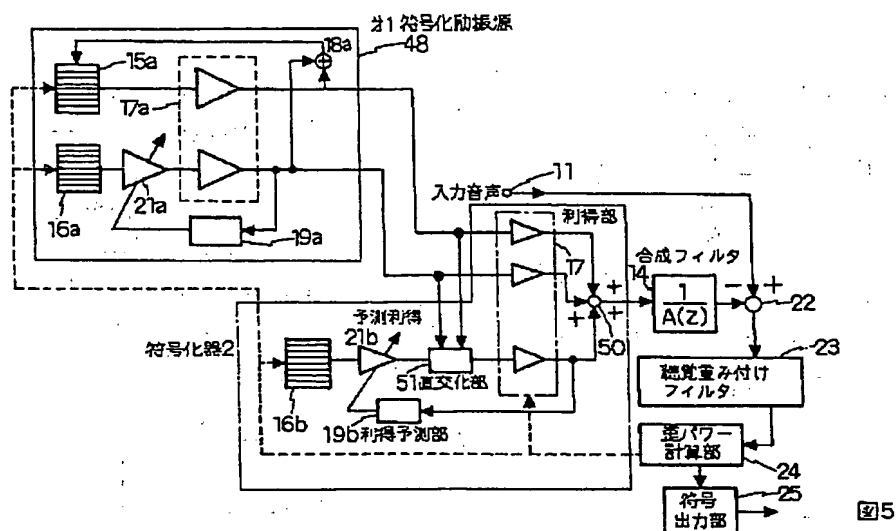 オ1符号化励振源
48
15a
18a
17a
16a
21a
19a
入力音声
11
利得部
17
合成フィルタ
14
1
A(Z)
−
+
22
+
+
+
50
予測利得
21b
符号化器2
51直交化部
16b
19b利得予測部
23
聴覚重み付け
フィルタ
歪パワー
計算部
24
25
符号
出力部
図5